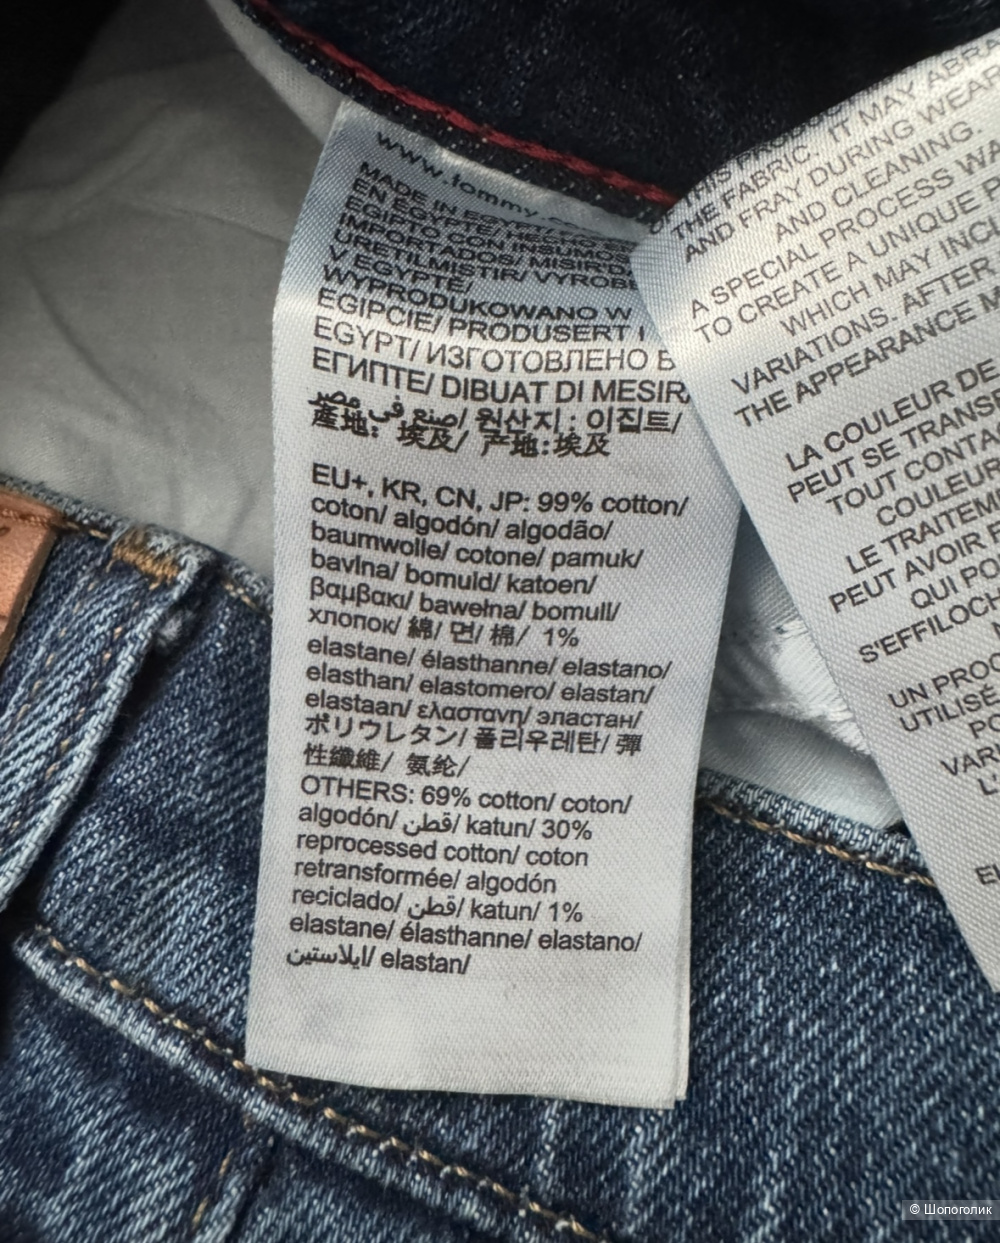 www.tommy.co
MADE IN EGYPT/
EN EGYPTE/
EGIPTO CON INSUMOS
IMPORTADOS/ MISIR'DA
ÜRETILMISTIR/ VYROBE
V EGYPTE/
WYPRODUKOWANO W
EGIPCIE/ PRODUSERT I
EGYPT/ ИЗГОТОВЛЕНО В
ЕГИПТЕ/ DIBUAT DI MESIR/
صنع في مصر/ 원산지 : 이집트/
産地: 埃及/ 产地:埃及
EU+, KR, CN, JP: 99% cotton/
coton/ algodón/ algodão/
baumwolle/ cotone/ pamuk/
bavlna/ bomuld/ katoen/
βαμβακι/ bawełna/ bomull/
хлопок/ 綿/ 면/ 棉/ 1%
elastane/ élasthanne/ elastano/
elasthan/ elastomero/ elastan/
elastaan/ ελαστανη/ эластан/
ポリウレタン/ 폴리우레탄/ 彈
性纖維/ 氨纶/
OTHERS: 69% cotton/ coton/
algodón/ قطن/ katun/ 30%
reprocessed cotton/ coton
retransformée/ algodón
reciclado/ قطن/ katun/ 1%
elastane/ élasthanne/ elastano/
ايلاستين/ elastan/
THE FABRIC. IT MAY ABRA
AND FRAY DURING WEAR
AND CLEANING.
A SPECIAL PROCESS WA
TO CREATE A UNIQUE P
WHICH MAY INCL
VARIATIONS. AFTER
THE APPEARANCE M
LA COULEUR DE
PEUT SE TRANSF
TOUT CONTA
COULEUR
LE TRAITEM
PEUT AVOIR
QUI PO
S'EFFILOCH
UN PROC
UTILISÉ
PO
VAR
L'
© Шопоголик